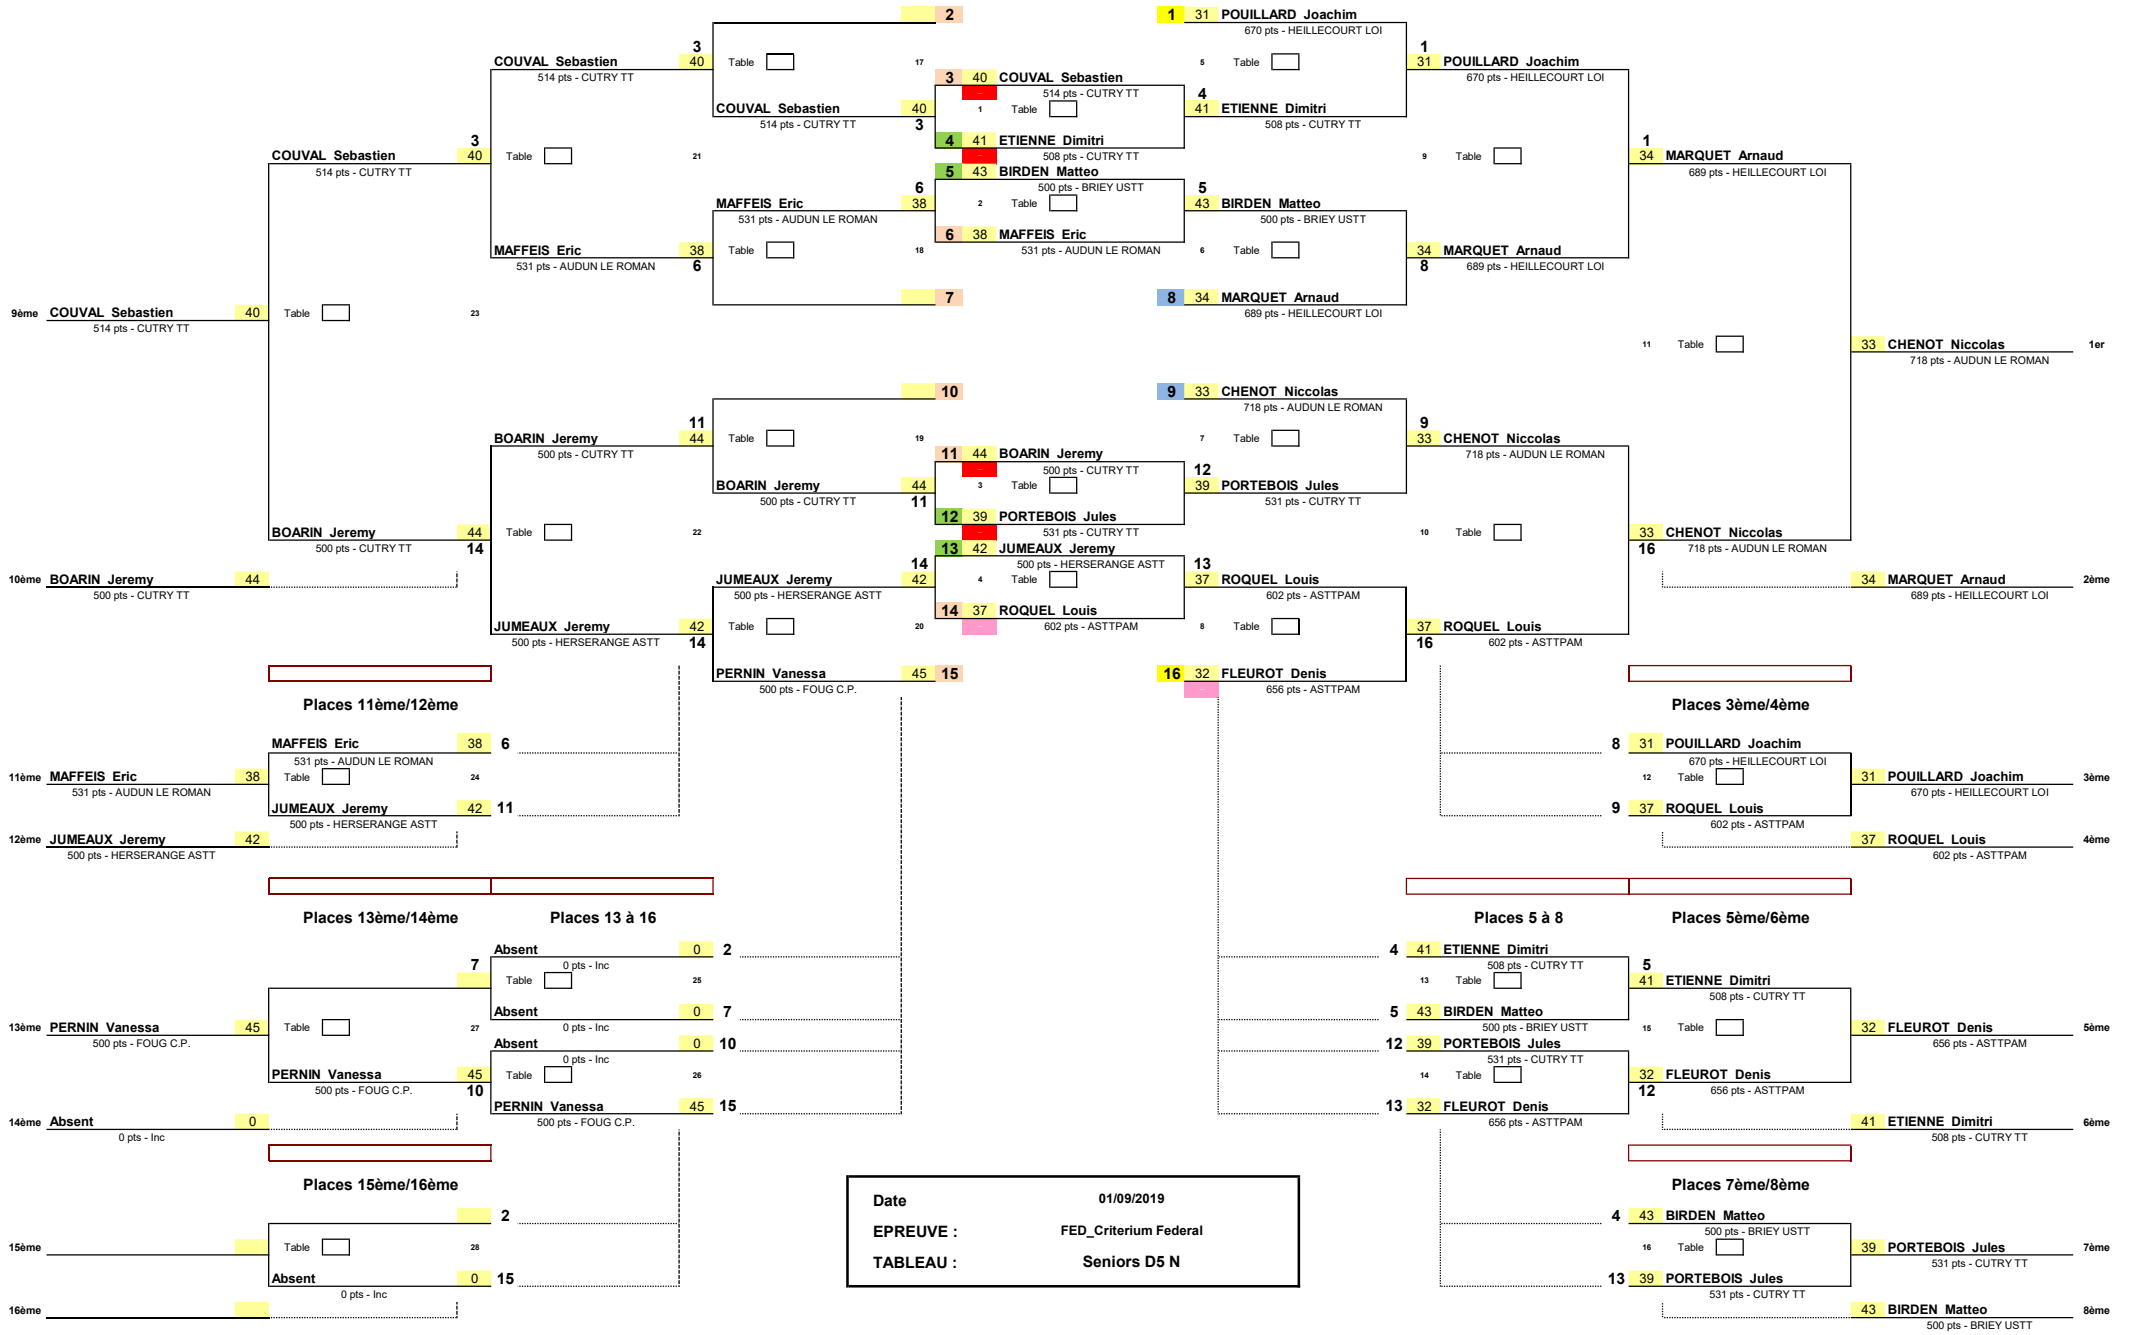 2 1 31 POUILLARD Joachim
670 pts - HEILLECOURT LOI
3 1
COUVAL Sebastien 40 Table 17 5 Table 31 POUILLARD Joachim
514 pts - CUTRY TT 3 40 COUVAL Sebastien 670 pts - HEILLECOURT LOI
514 pts - CUTRY TT 4
COUVAL Sebastien 40 1 Table 41 ETIENNE Dimitri
514 pts - CUTRY TT 3 508 pts - CUTRY TT
3 4 41 ETIENNE Dimitri 1
COUVAL Sebastien 40 Table 21 508 pts - CUTRY TT 9 Table 34 MARQUET Arnaud
514 pts - CUTRY TT 5 43 BIRDEN Matteo 689 pts - HEILLECOURT LOI
6 500 pts - BRIEY USTT 5
MAFFEIS Eric 38 2 Table 43 BIRDEN Matteo
531 pts - AUDUN LE ROMAN 500 pts - BRIEY USTT
6 38 MAFFEIS Eric
MAFFEIS Eric 38 Table 18 531 pts - AUDUN LE ROMAN 6 Table 34 MARQUET Arnaud
531 pts - AUDUN LE ROMAN 6 8 689 pts - HEILLECOURT LOI
7 8 34 MARQUET Arnaud
9ème COUVAL Sebastien 40 Table 23 689 pts - HEILLECOURT LOI
514 pts - CUTRY TT
11 Table 33 CHENOT Niccolas 1er
718 pts - AUDUN LE ROMAN
10 9 33 CHENOT Niccolas
718 pts - AUDUN LE ROMAN
11 9
BOARIN Jeremy 44 Table 19 7 Table 33 CHENOT Niccolas
500 pts - CUTRY TT 11 44 BOARIN Jeremy 718 pts - AUDUN LE ROMAN
500 pts - CUTRY TT 12
BOARIN Jeremy 44 3 Table 39 PORTEBOIS Jules
500 pts - CUTRY TT 11 531 pts - CUTRY TT
12 39 PORTEBOIS Jules
BOARIN Jeremy 44 Table 22 531 pts - CUTRY TT 10 Table 33 CHENOT Niccolas
500 pts - CUTRY TT 14 13 42 JUMEAUX Jeremy 16 718 pts - AUDUN LE ROMAN
14 500 pts - HERSERANGE ASTT 13
10ème BOARIN Jeremy 44 JUMEAUX Jeremy 42 4 Table 37 ROQUEL Louis 34 MARQUET Arnaud 2ème
500 pts - CUTRY TT 500 pts - HERSERANGE ASTT 602 pts - ASTTPAM 689 pts - HEILLECOURT LOI
14 37 ROQUEL Louis
JUMEAUX Jeremy 42 Table 20 602 pts - ASTTPAM 8 Table 37 ROQUEL Louis
500 pts - HERSERANGE ASTT 14 16 602 pts - ASTTPAM
PERNIN Vanessa 45 15 16 32 FLEUROT Denis
500 pts - FOUG C.P. 656 pts - ASTTPAM
Places 11ème/12ème Places 3ème/4ème
MAFFEIS Eric 38 6 8 31 POUILLARD Joachim
531 pts - AUDUN LE ROMAN 670 pts - HEILLECOURT LOI
11ème MAFFEIS Eric 38 Table 24 12 Table 31 POUILLARD Joachim 3ème
531 pts - AUDUN LE ROMAN 670 pts - HEILLECOURT LOI
JUMEAUX Jeremy 42 11 9 37 ROQUEL Louis
500 pts - HERSERANGE ASTT 602 pts - ASTTPAM
12ème JUMEAUX Jeremy 42 37 ROQUEL Louis 4ème
500 pts - HERSERANGE ASTT 602 pts - ASTTPAM
Places 13ème/14ème Places 13 à 16 Places 5 à 8 Places 5ème/6ème
Absent 0 2 4 41 ETIENNE Dimitri
7 0 pts - Inc 508 pts - CUTRY TT 5
Table 25 13 Table 41 ETIENNE Dimitri
508 pts - CUTRY TT
Absent 0 7 5 43 BIRDEN Matteo
13ème PERNIN Vanessa 45 Table 27 0 pts - Inc 500 pts - BRIEY USTT 15 Table 32 FLEUROT Denis 5ème
500 pts - FOUG C.P. Absent 0 10 12 39 PORTEBOIS Jules 656 pts - ASTTPAM
0 pts - Inc 531 pts - CUTRY TT
PERNIN Vanessa 45 Table 26 14 Table 32 FLEUROT Denis
500 pts - FOUG C.P. 10 12 656 pts - ASTTPAM
PERNIN Vanessa 45 15 13 32 FLEUROT Denis
14ème Absent 0 500 pts - FOUG C.P. 656 pts - ASTTPAM 41 ETIENNE Dimitri 6ème
0 pts - Inc 508 pts - CUTRY TT
Places 15ème/16ème Places 7ème/8ème
Date 01/09/2019
2 4 43 BIRDEN Matteo
EPREUVE : FED_Criterium Federal 500 pts - BRIEY USTT
15ème Table 28 16 Table 39 PORTEBOIS Jules 7ème
TABLEAU : Seniors D5 N 531 pts - CUTRY TT
Absent 0 15 13 39 PORTEBOIS Jules
0 pts - Inc 531 pts - CUTRY TT
16ème 43 BIRDEN Matteo 8ème
500 pts - BRIEY USTT